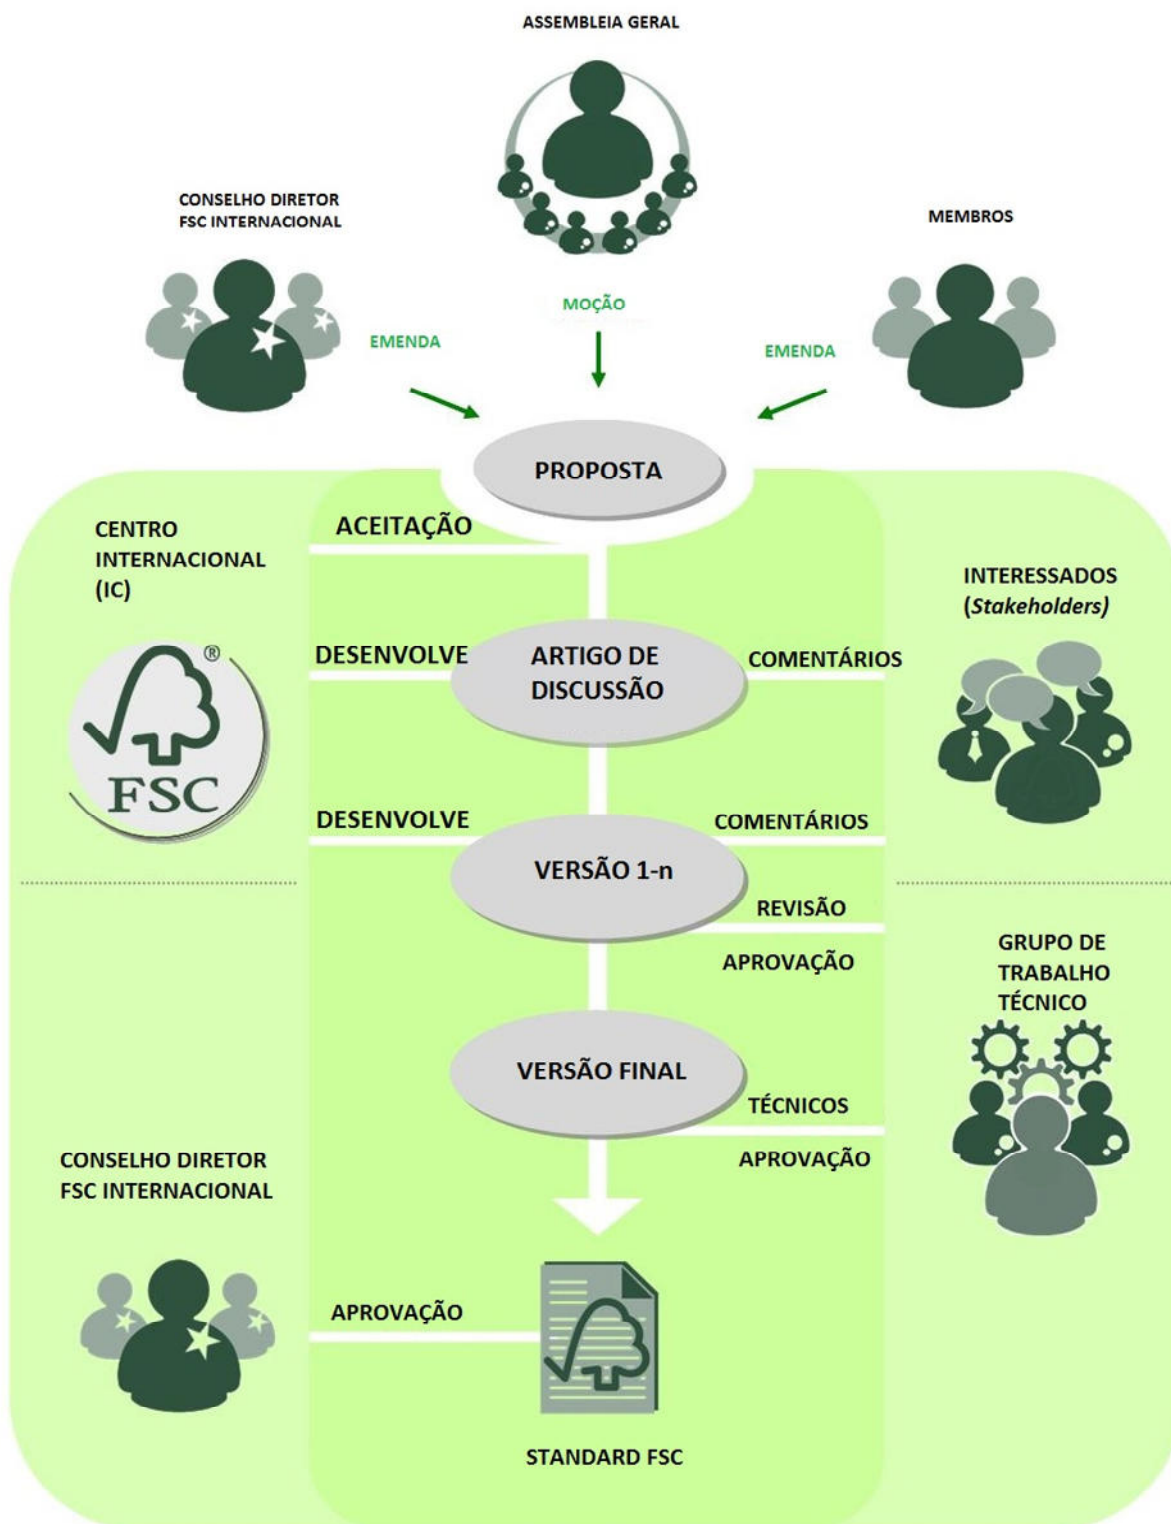 ASSEMBLEIA GERAL
CONSELHO DIRETOR
FSC INTERNACIONAL
MEMBROS
MOÇÃO
EMENDA
EMENDA
PROPOSTA
ACEITAÇÃO
CENTRO
INTERNACIONAL
(IC)
INTERESSADOS
(Stakeholders)
DESENVOLVE
ARTIGO DE
DISCUSSÃO
COMENTÁRIOS
®
FSC
DESENVOLVE
COMENTÁRIOS
VERSÃO 1-n
REVISÃO
APROVAÇÃO
GRUPO DE
TRABALHO
TÉCNICO
VERSÃO FINAL
TÉCNICOS
APROVAÇÃO
CONSELHO DIRETOR
FSC INTERNACIONAL
APROVAÇÃO
STANDARD FSC